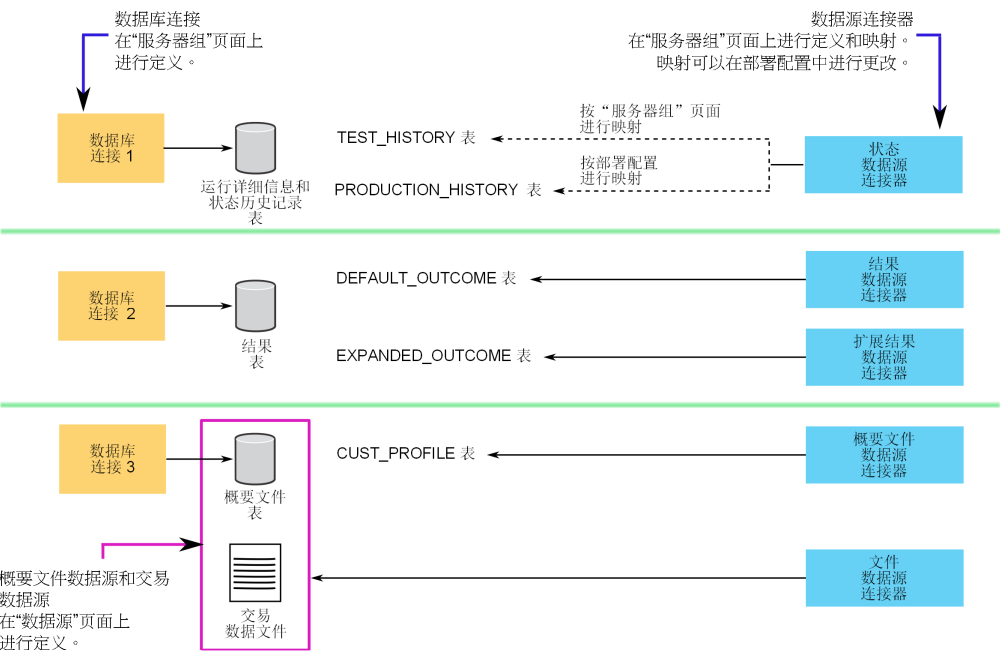 数据库连接
在“服务器组”页面上
进行定义。
数据源连接器
在“服务器组”页面上进行定义和映射。
映射可以在部署配置中进行更改。
数据库
连接 1
运行详细信息和
状态历史记录
表
TEST_HISTORY 表
按“服务器组”页面
进行映射
PRODUCTION_HISTORY 表
按部署配置
进行映射
状态
数据源
连接器
数据库
连接 2
结果
表
DEFAULT_OUTCOME 表
结果
数据源
连接器
EXPANDED_OUTCOME 表
扩展结果
数据源
连接器
数据库
连接 3
概要文件
表
CUST_PROFILE 表
概要文件
数据源
连接器
概要文件数据源和交易
数据源
在“数据源”页面上
进行定义。
交易
数据文件
文件
数据源
连接器